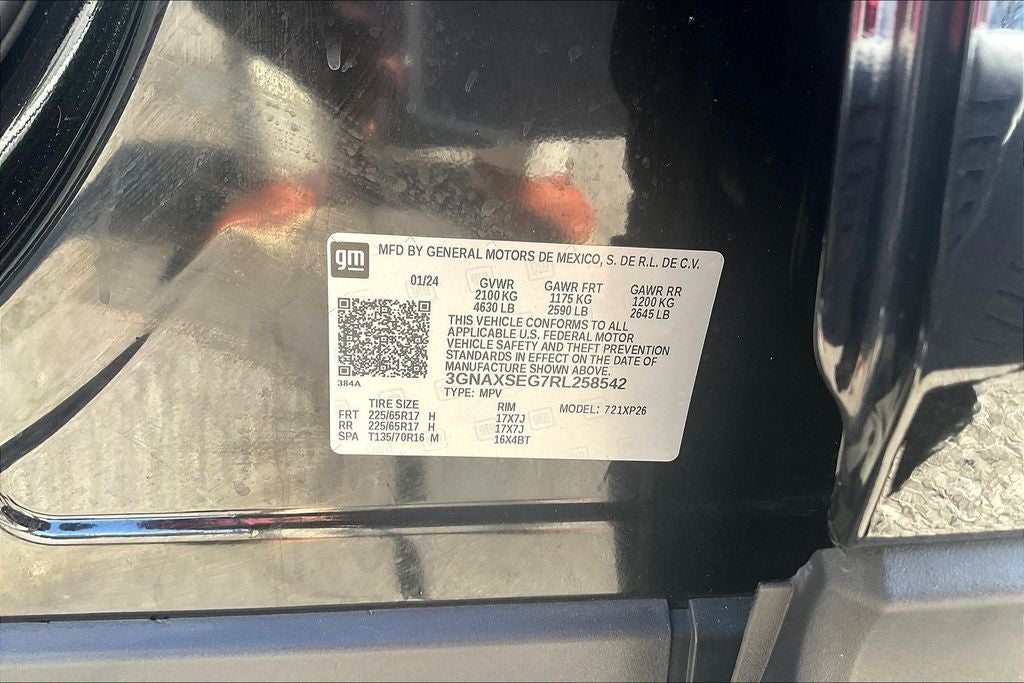 gm MFD BY GENERAL MOTORS DE MEXICO, S. DE R.L. DE C.V.
01/24 GVWR GAWR FRT GAWR RR
2100 KG 1175 KG 1200 KG
4630 LB 2590 LB 2645 LB
THIS VEHICLE CONFORMS TO ALL
APPLICABLE U.S. FEDERAL MOTOR
VEHICLE SAFETY AND THEFT PREVENTION
STANDARDS IN EFFECT ON THE DATE OF
MANUFACTURE SHOWN ABOVE.
384A 3GNAXSEG7RL258542
TYPE: MPV
TIRE SIZE RIM MODEL: 721XP26
FRT 225/65R17 H 17X7J
RR 225/65R17 H 17X7J
SPA T135/70R16 M 16X4BT